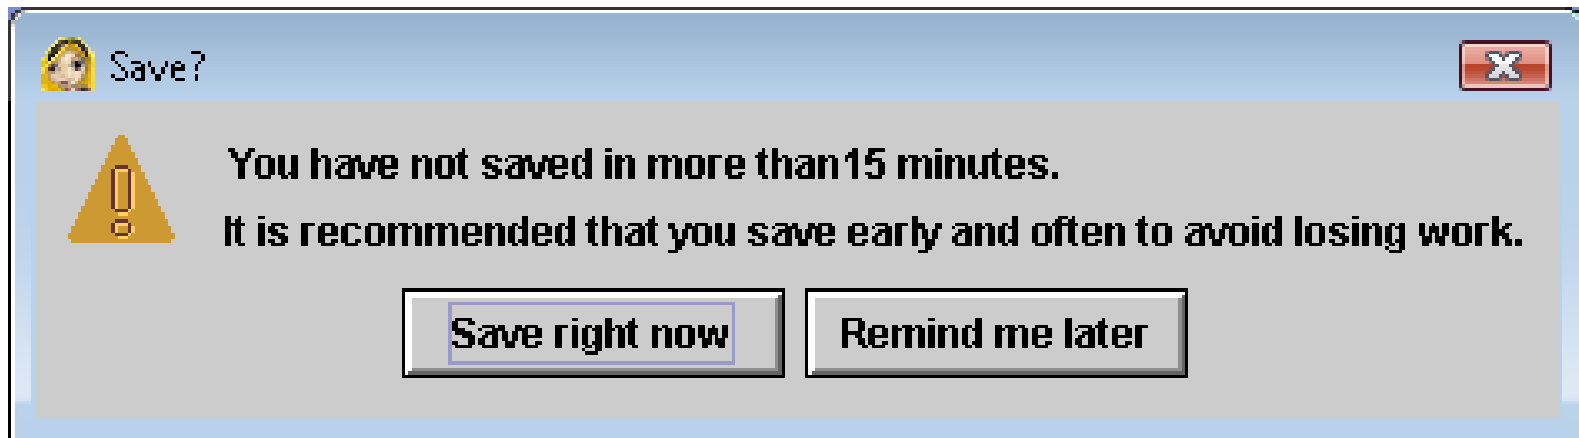 Save?
You have not saved in more than15 minutes.
It is recommended that you save early and often to avoid losing work.
Save right now
Remind me later